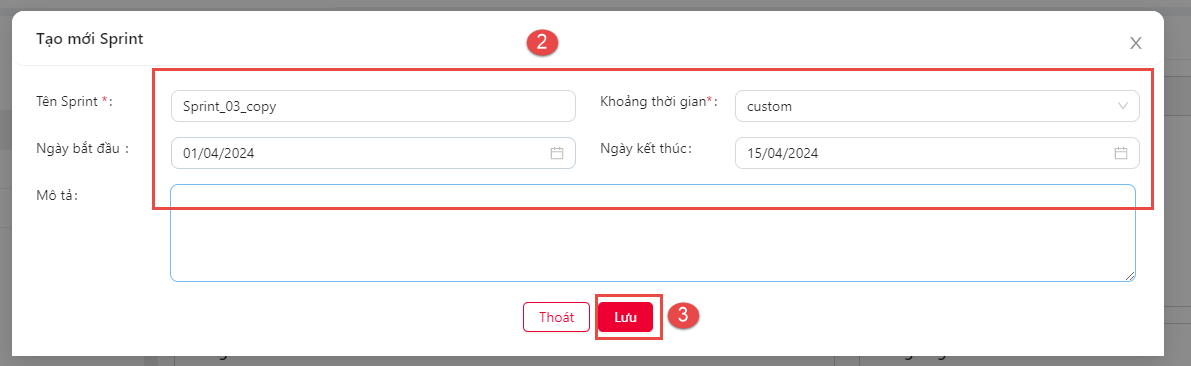 Tạo mới Sprint
2
Tên Sprint *:
Sprint_03_copy
Khoảng thời gian*:
custom
Ngày bắt đầu :
01/04/2024
Ngày kết thúc:
15/04/2024
Mô tả:
Thoát
Lưu
3